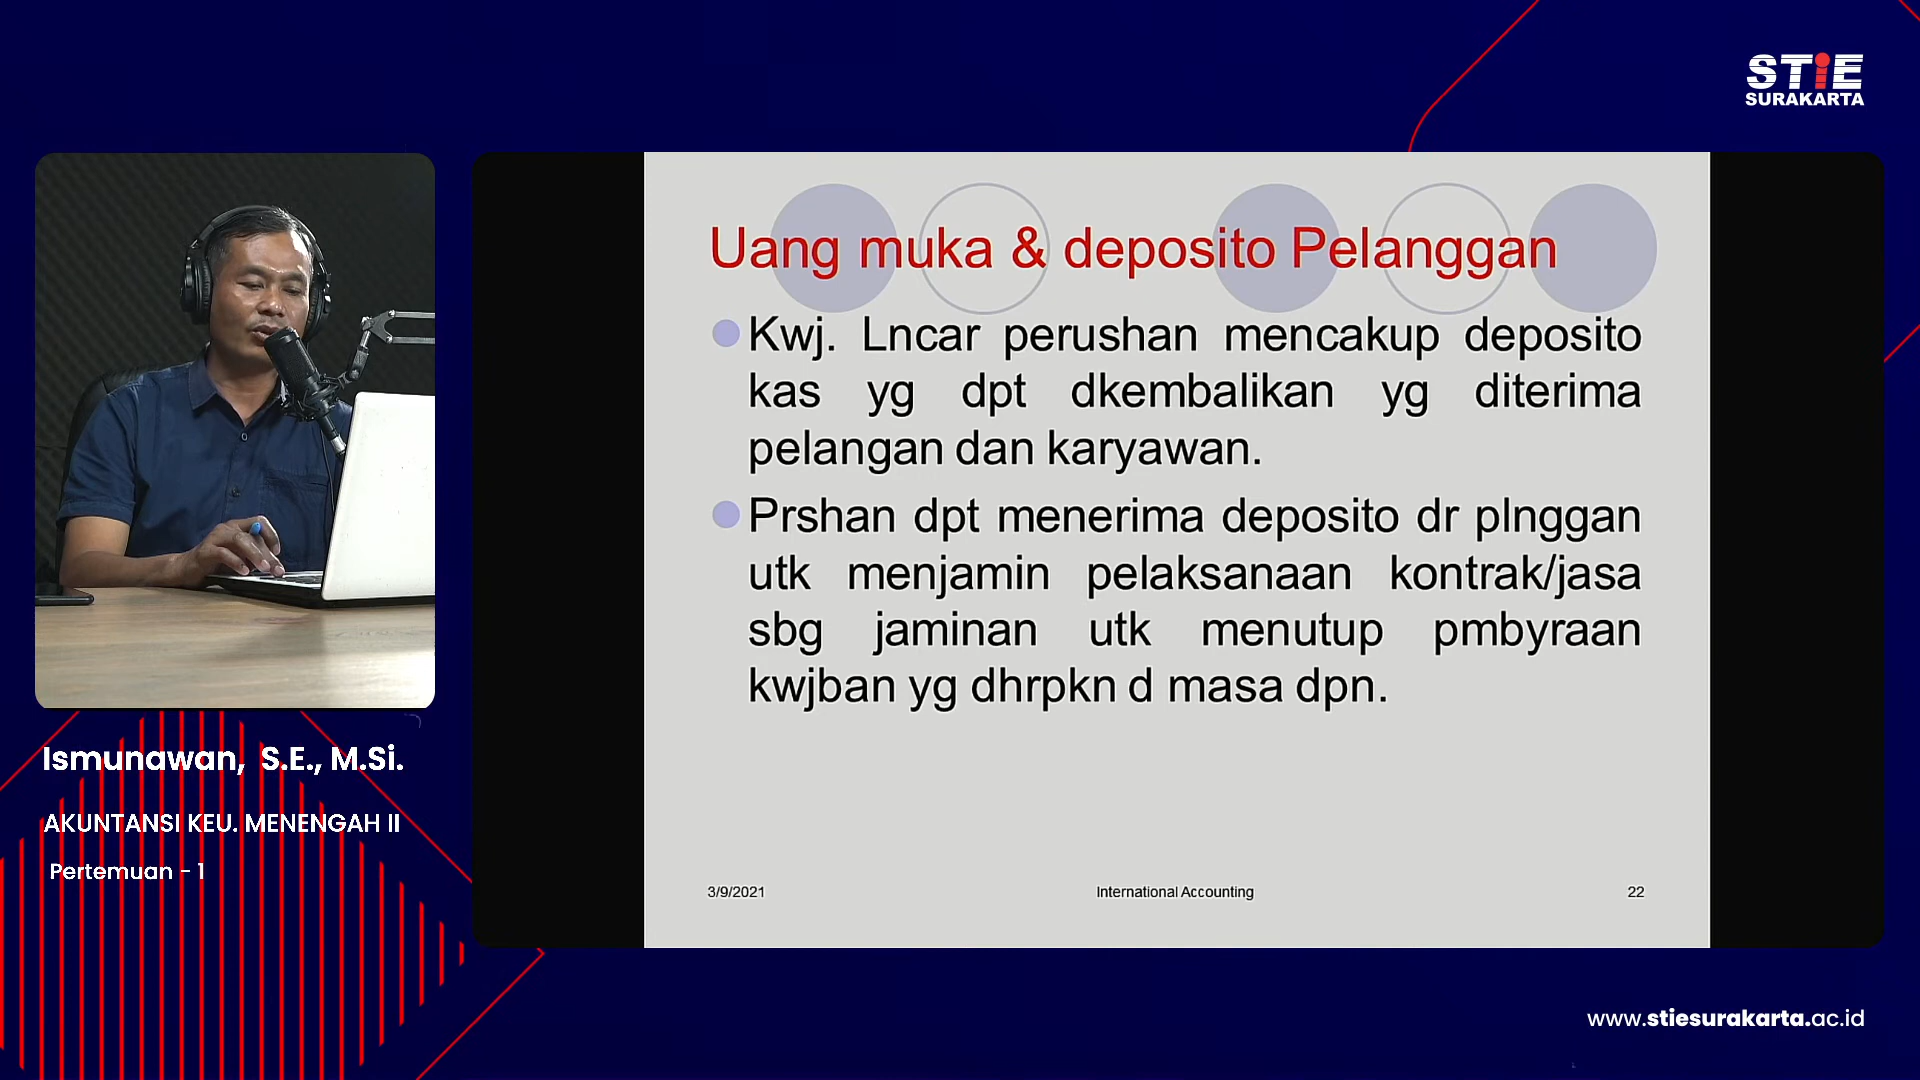 STiE
SURAKARTA
Uang muka & deposito Pelanggan
Kwj. Lncar perushan mencakup deposito
kas yg dpt dkembalikan yg diterima
pelangan dan karyawan.
Prshan dpt menerima deposito dr plnggan
utk menjamin pelaksanaan kontrak/jasa
sbg jaminan utk menutup pmbyraan
kwjban yg dhrpkn d masa dpn.
3/9/2021
International Accounting
22
Ismunawan, S.E., M.Si.
AKUNTANSI KEU. MENENGAH II
Pertemuan - 1
www.stiesurakarta.ac.id